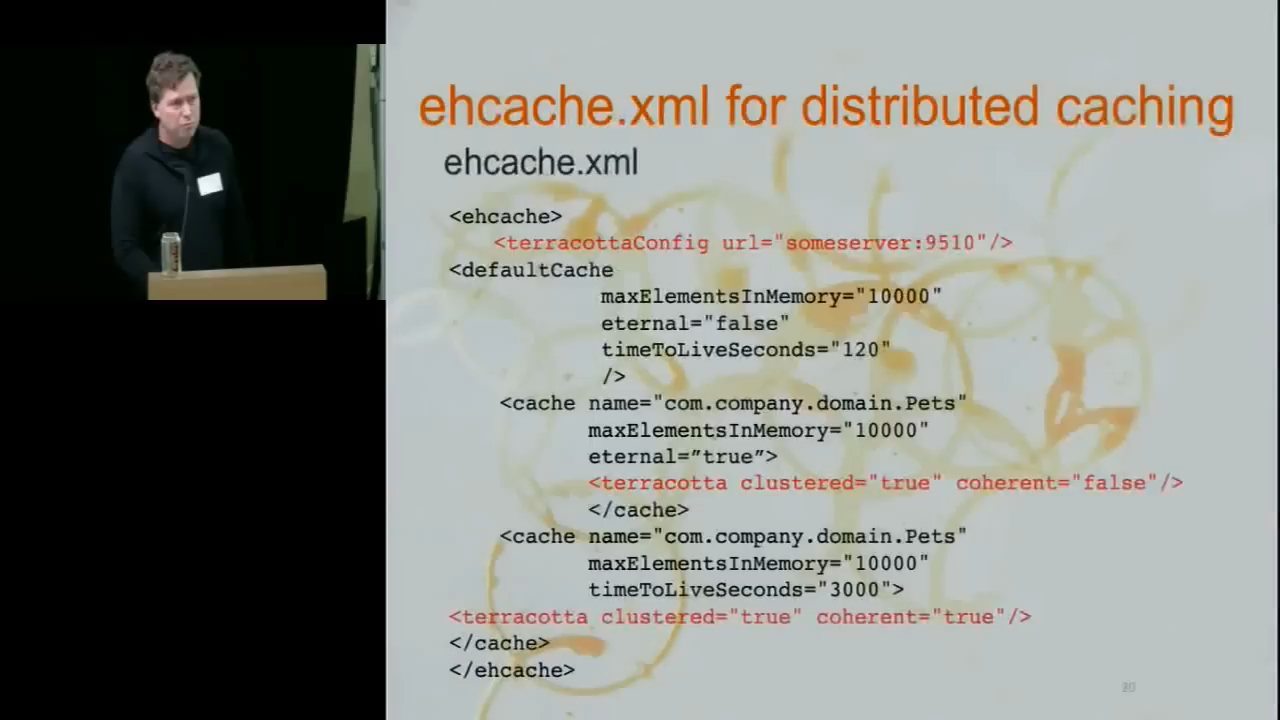 ehcache.xml for distributed caching
ehcache.xml
<ehcache>
<terracottaConfig url="someserver:9510"/>
<defaultCache
maxElementsInMemory="10000"
eternal="false"
timeToLiveSeconds="120"
/>
<cache name="com.company.domain.Pets"
maxElementsInMemory="10000"
eternal=”true”>
<terracotta clustered="true" coherent="false"/>
</cache>
<cache name="com.company.domain.Pets"
maxElementsInMemory="10000"
timeToLiveSeconds="3000">
<terracotta clustered="true" coherent="true"/>
</cache>
</ehcache>